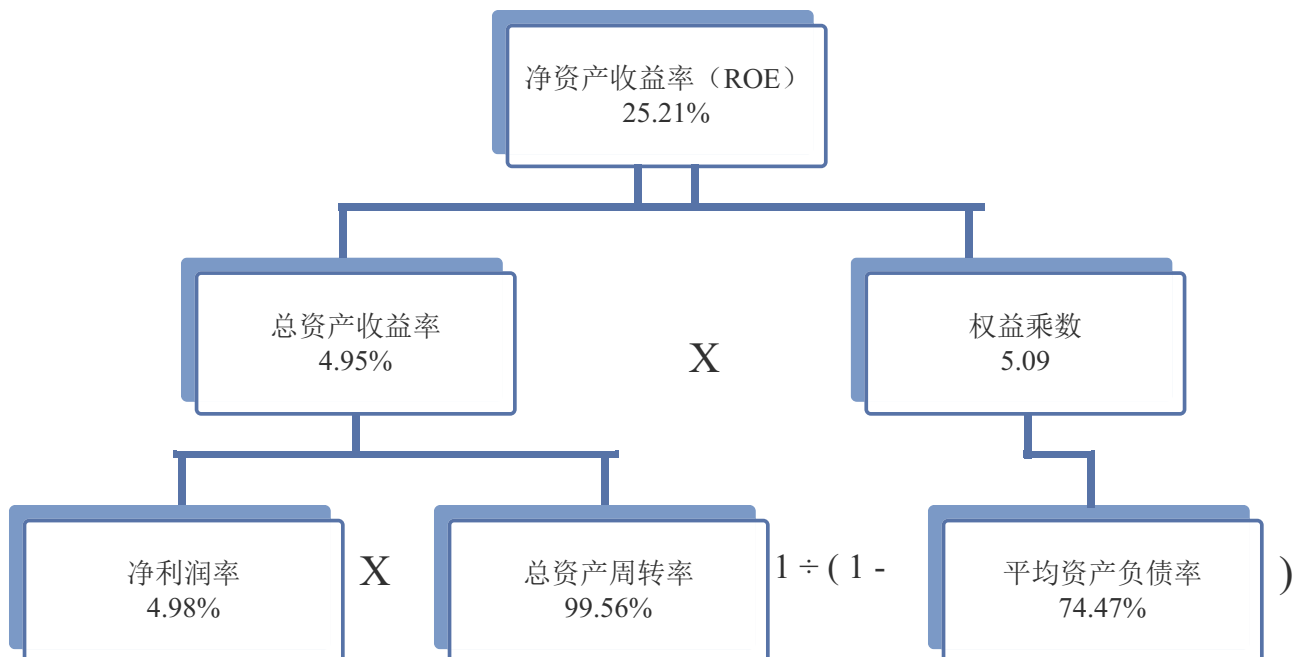 净资产收益率（ROE）
25.21%
总资产收益率
4.95%
X
权益乘数
5.09
净利润率
4.98%
X
总资产周转率
99.56%
1 ÷ ( 1 -
平均资产负债率
74.47%
)